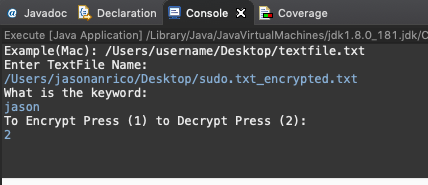 Javadoc Declaration Console Coverage
Execute [Java Application] /Library/Java/JavaVirtualMachines/jdk1.8.0_181.jdk/C
Example(Mac): /Users/username/Desktop/textfile.txt
Enter TextFile Name:
/Users/jasonanrico/Desktop/sudo.txt_encrypted.txt
What is the keyword:
jason
To Encrypt Press (1) to Decrypt Press (2):
2